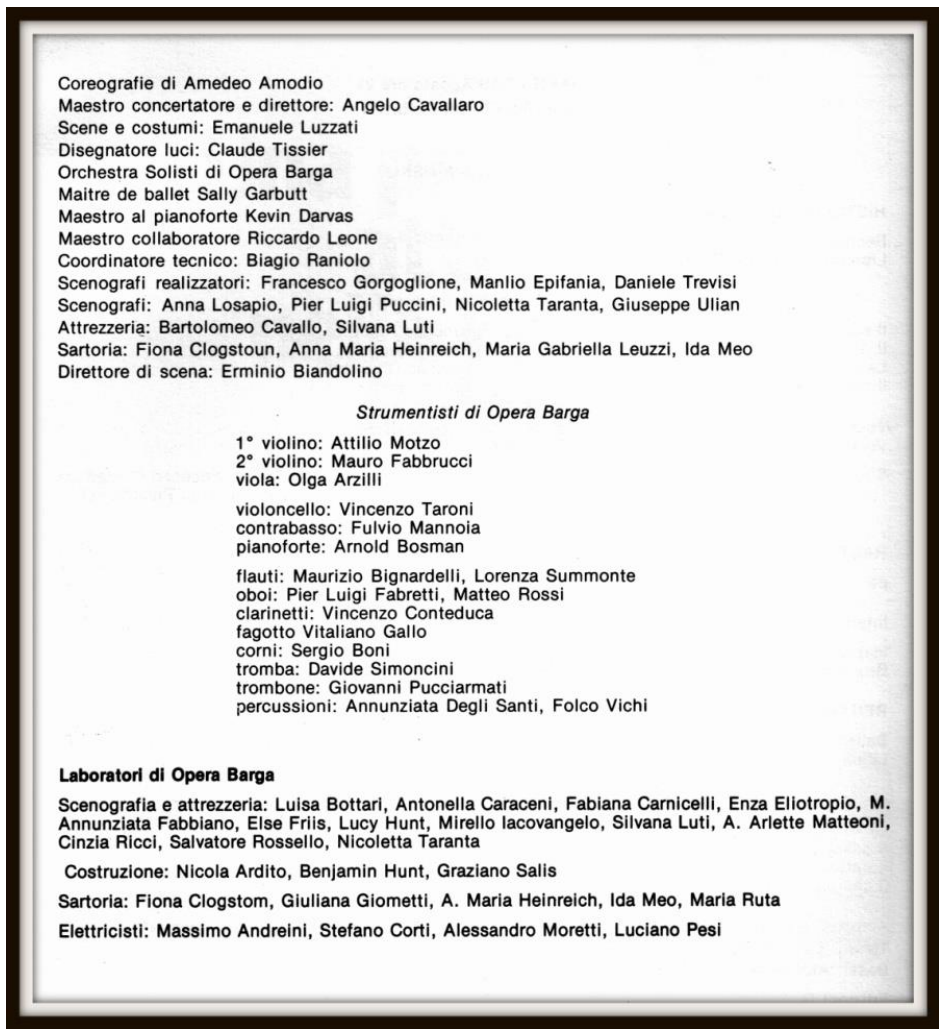 Coreografie di Amedeo Amodio
Maestro concertatore e direttore: Angelo Cavallaro
Scene e costumi: Emanuele Luzzati
Disegnatore luci: Claude Tissier
Orchestra Solisti di Opera Barga
Maitre de ballet Sally Garbutt
Maestro al pianoforte Kevin Darvas
Maestro collaboratore Riccardo Leone
Coordinatore tecnico: Biagio Raniolo
Scenografi realizzatori: Francesco Gorgoglione, Manlio Epifania, Daniele Trevisi
Scenografi: Anna Losapio, Pier Luigi Puccini, Nicoletta Taranta, Giuseppe Ulian
Attrezzeria: Bartolomeo Cavallo, Silvana Luti
Sartoria: Fiona Clogstoun, Anna Maria Heinreich, Maria Gabriella Leuzzi, Ida Meo
Direttore di scena: Erminio Biandolino
Strumentisti di Opera Barga
1° violino: Attilio Motzo
2° violino: Mauro Fabbrucci
viola: Olga Arzilli
violoncello: Vincenzo Taroni
contrabasso: Fulvio Mannoia
pianoforte: Arnold Bosman
flauti: Maurizio Bignardelli, Lorenza Summonte
oboi: Pier Luigi Fabretti, Matteo Rossi
clarinetti: Vincenzo Conteduca
fagotto Vitaliano Gallo
corni: Sergio Boni
tromba: Davide Simoncini
trombone: Giovanni Pucciarmati
percussioni: Annunziata Degli Santi, Folco Vichi
Laboratori di Opera Barga
Scenografia e attrezzeria: Luisa Bottari, Antonella Caraceni, Fabiana Carnicelli, Enza Eliotropio, M.
Annunziata Fabbiano, Else Friis, Lucy Hunt, Mirello Iacovangelo, Silvana Luti, A. Arlette Matteoni,
Cinzia Ricci, Salvatore Rossello, Nicoletta Taranta
Costruzione: Nicola Ardito, Benjamin Hunt, Graziano Salis
Sartoria: Fiona Clogstom, Giuliana Giometti, A. Maria Heinreich, Ida Meo, Maria Ruta
Elettricisti: Massimo Andreini, Stefano Corti, Alessandro Moretti, Luciano Pesi